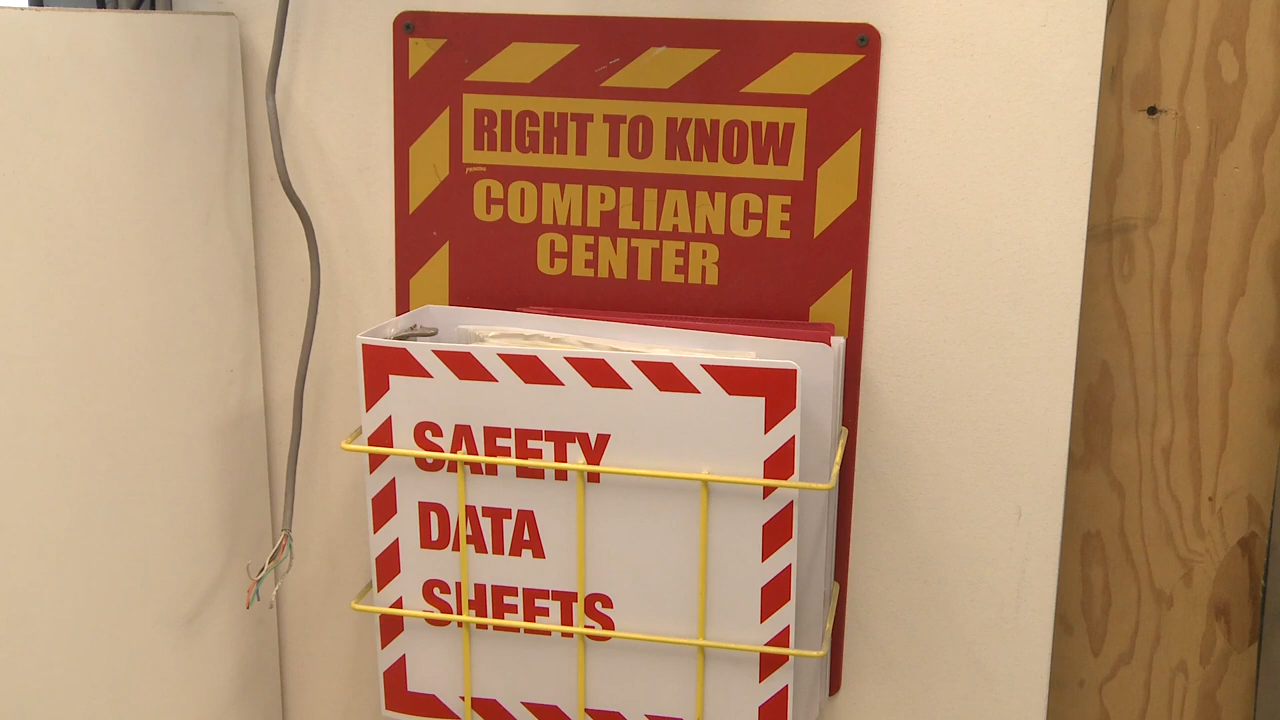 RIGHT TO KNOW
COMPLIANCE
CENTER
SAFETY
DATA
SHEETS